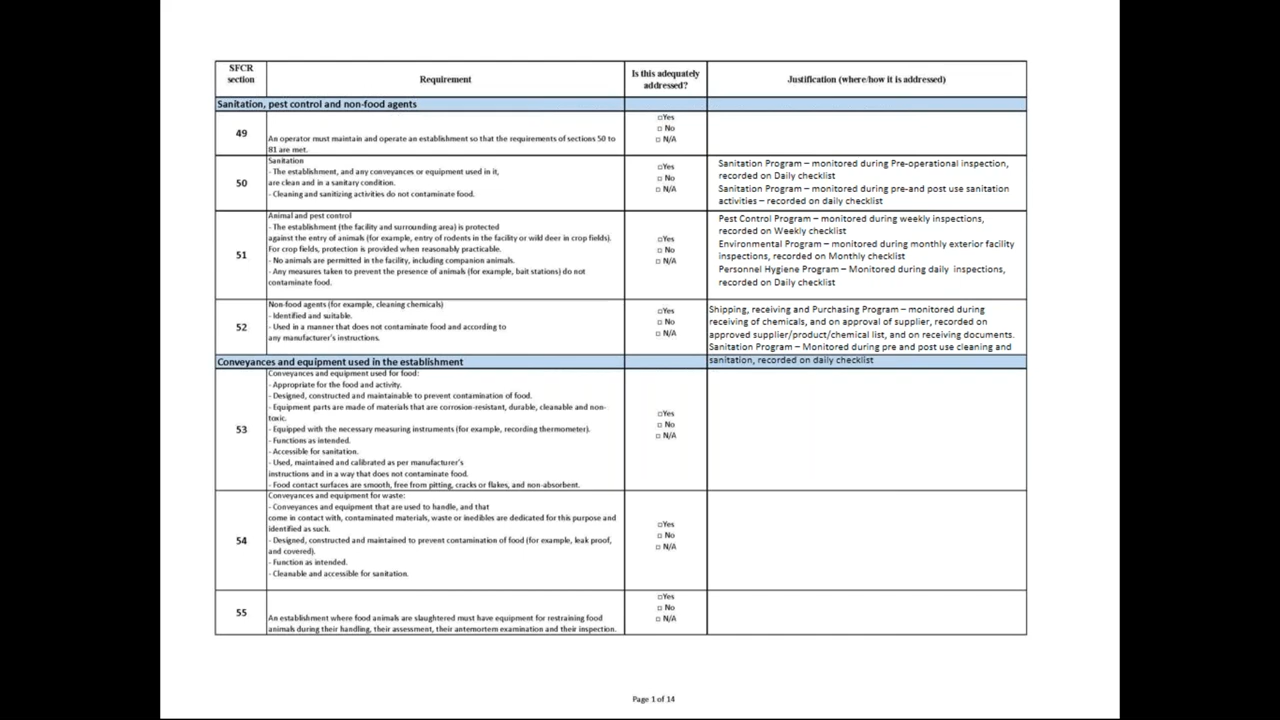 SFCR section
Requirement
Is this adequately addressed?
Justification (where/how it is addressed)
Sanitation, pest control and non-food agents
49
An operator must maintain and operate an establishment so that the requirements of sections 50 to
81 are met.
□Yes
□ No
□ N/A
50
Sanitation
- The establishment, and any conveyances or equipment used in it,
are clean and in a sanitary condition.
- Cleaning and sanitizing activities do not contaminate food.
□Yes
□ No
□ N/A
Sanitation Program – monitored during Pre-operational inspection,
recorded on Daily checklist
Sanitation Program – monitored during pre-and post use sanitation
activities – recorded on daily checklist
51
Animal and pest control
- The establishment (the facility and surrounding area) is protected
against the entry of animals (for example, entry of rodents in the facility or wild deer in crop fields).
For crop fields, protection is provided when reasonably practicable.
- No animals are permitted in the facility, including companion animals.
- Any measures taken to prevent the presence of animals (for example, bait stations) do not
contaminate food.
□Yes
□ No
□ N/A
Pest Control Program – monitored during weekly inspections,
recorded on Weekly checklist
Environmental Program – monitored during monthly exterior facility
inspections, recorded on Monthly checklist
Personnel Hygiene Program – Monitored during daily inspections,
recorded on Daily checklist
52
Non-food agents (for example, cleaning chemicals)
- Identified and suitable.
- Used in a manner that does not contaminate food and according to
any manufacturer's instructions.
□Yes
□ No
□ N/A
Shipping, receiving and Purchasing Program – monitored during
receiving of chemicals, and on approval of supplier, recorded on
approved supplier/product/chemical list, and on receiving documents.
Sanitation Program – Monitored during pre and post use cleaning and
sanitation, recorded on daily checklist
Conveyances and equipment used in the establishment
53
Conveyances and equipment used for food:
- Appropriate for the food and activity.
- Designed, constructed and maintainable to prevent contamination of food.
- Equipment parts are made of materials that are corrosion-resistant, durable, cleanable and non-
toxic.
- Equipped with the necessary measuring instruments (for example, recording thermometer).
- Functions as intended.
- Accessible for sanitation.
- Used, maintained and calibrated as per manufacturer's
instructions and in a way that does not contaminate food.
- Food contact surfaces are smooth, free from pitting, cracks or flakes, and non-absorbent.
□Yes
□ No
□ N/A
54
Conveyances and equipment for waste:
- Conveyances and equipment that are used to handle, and that
come in contact with, contaminated materials, waste or inedibles are dedicated for this purpose and
identified as such.
- Designed, constructed and maintained to prevent contamination of food (for example, leak proof,
and covered).
- Function as intended.
- Cleanable and accessible for sanitation.
□Yes
□ No
□ N/A
55
An establishment where food animals are slaughtered must have equipment for restraining food
animals during their handling, their assessment, their antemortem examination and their inspection.
□Yes
□ No
□ N/A
Page 1 of 14